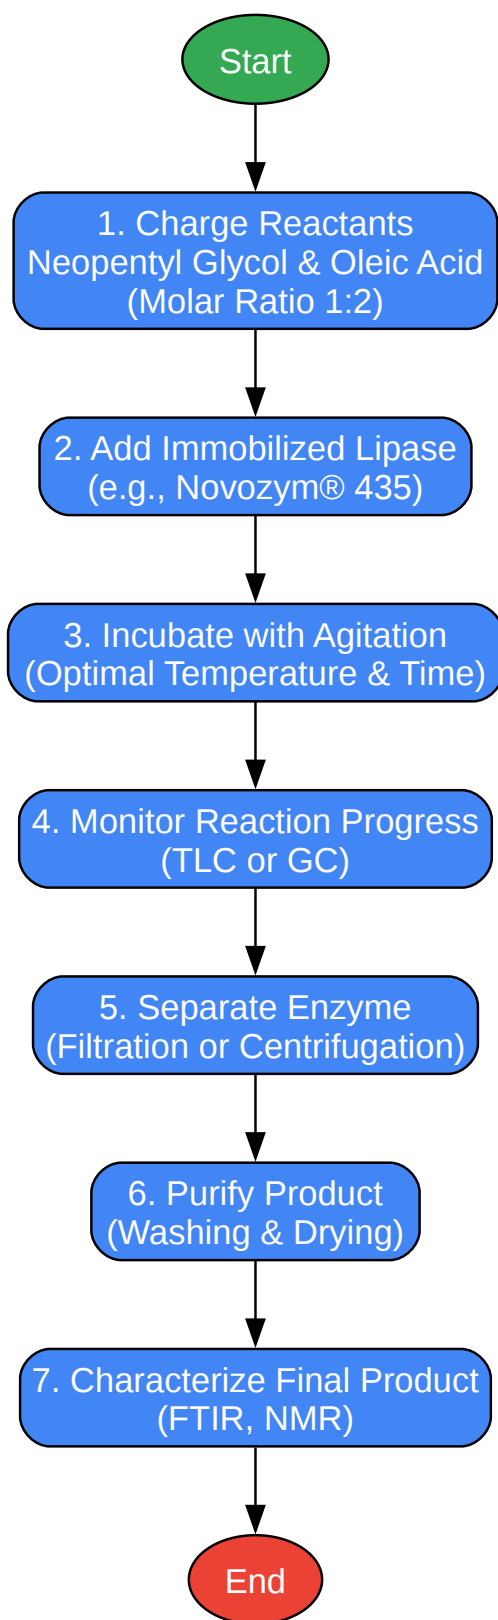 Start
1. Charge Reactants
Neopentyl Glycol & Oleic Acid
(Molar Ratio 1:2)
2. Add Immobilized Lipase
(e.g., Novozym® 435)
3. Incubate with Agitation
(Optimal Temperature & Time)
4. Monitor Reaction Progress
(TLC or GC)
5. Separate Enzyme
(Filtration or Centrifugation)
6. Purify Product
(Washing & Drying)
7. Characterize Final Product
(FTIR, NMR)
End